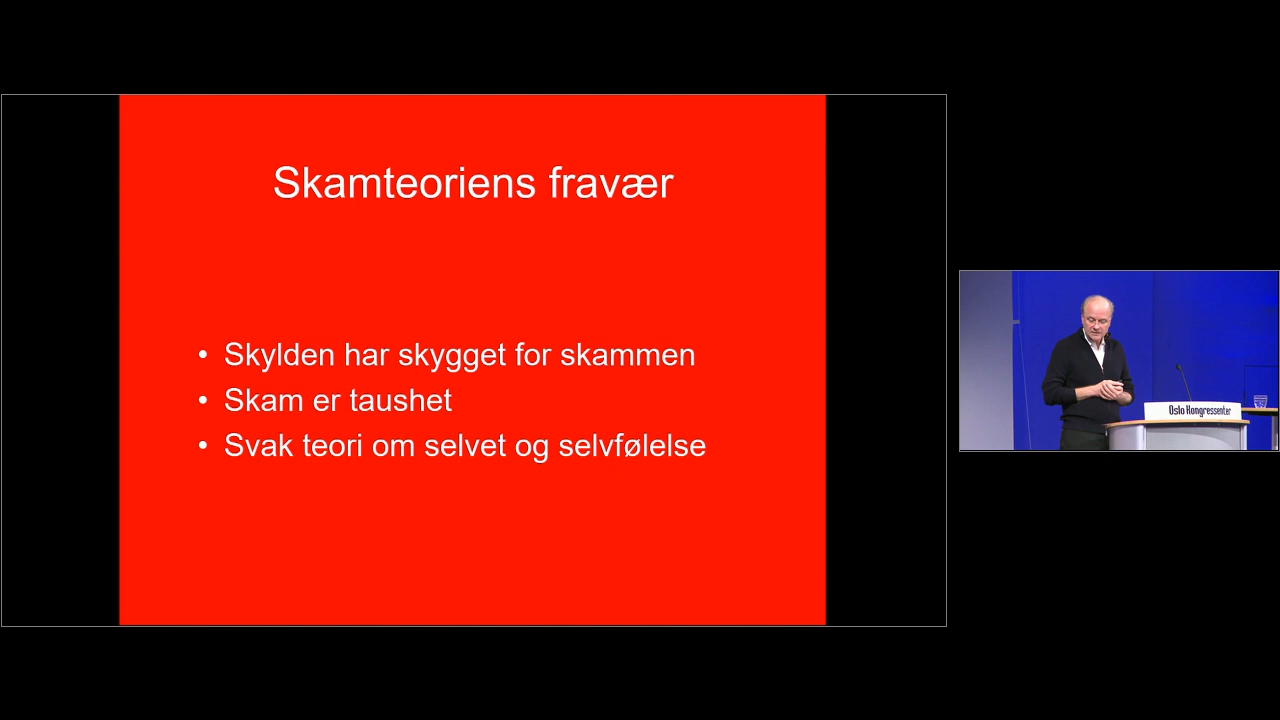 Skamteoriens fravær
• Skylden har skygget for skammen
• Skam er taushet
• Svak teori om selvet og selvfølelse
Oslo Kongressenter